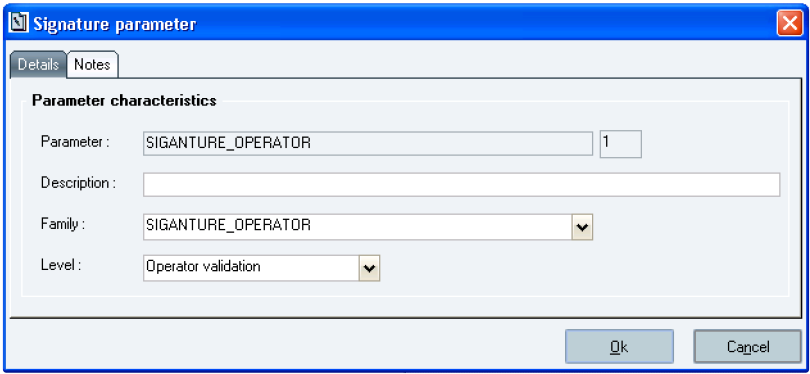 Signature parameter
Details Notes
Parameter characteristics
Parameter : SIGANTURE_OPERATOR 1
Description :
Family : SIGANTURE_OPERATOR
Level : Operator validation
Ok Cancel